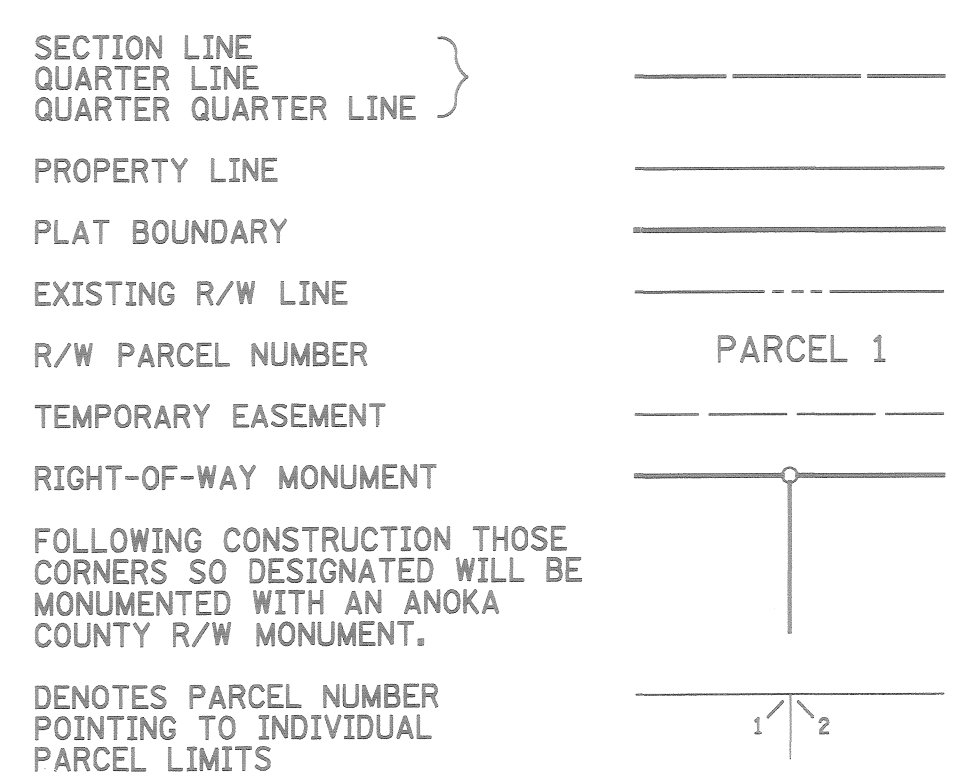 SECTION LINE
QUARTER LINE
QUARTER QUARTER LINE
PROPERTY LINE
PLAT BOUNDARY
EXISTING R/W LINE
R/W PARCEL NUMBER
PARCEL 1
TEMPORARY EASEMENT
RIGHT-OF-WAY MONUMENT
FOLLOWING CONSTRUCTION THOSE
CORNERS SO DESIGNATED WILL BE
MONUMENTED WITH AN ANOKA
COUNTY R/W MONUMENT.
DENOTES PARCEL NUMBER
POINTING TO INDIVIDUAL
PARCEL LIMITS
1 2